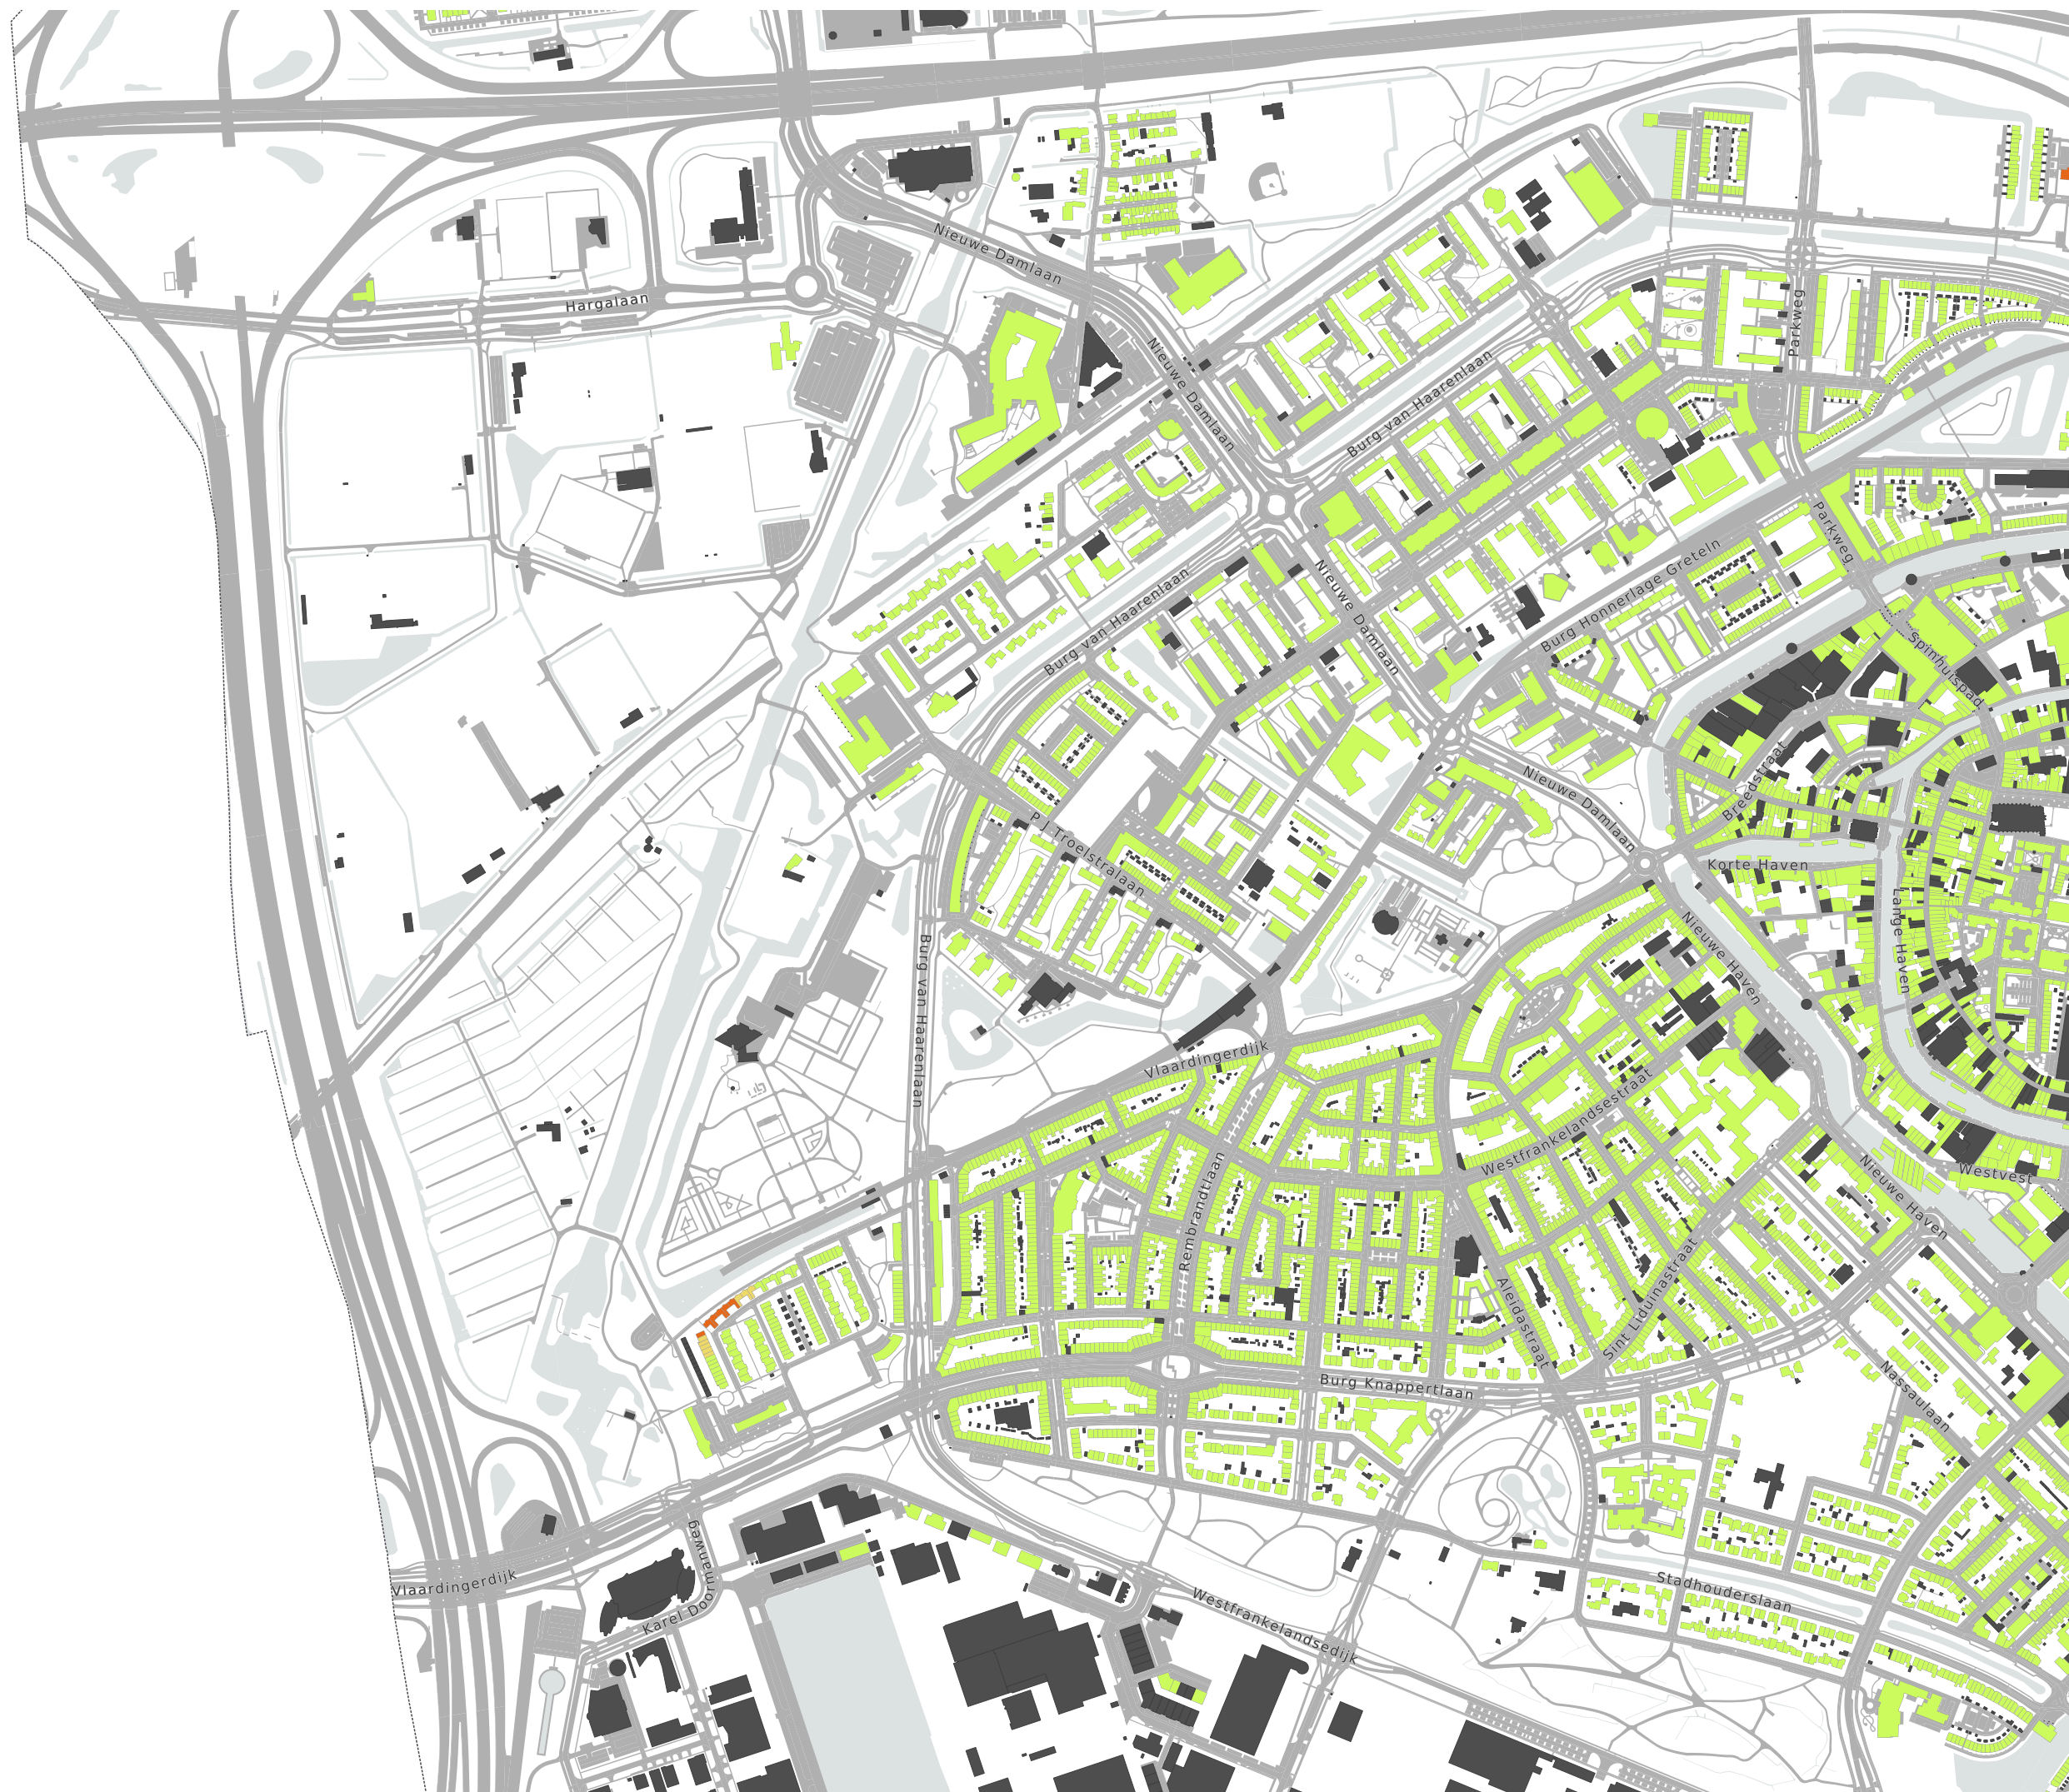 Nieuwe Damlaan
Hargalaan
Parkweg
Nieuwe Damlaan
Burg van Haarenlaan
Parkweg
Burg Honnerlage Greteln
Nieuwe Damlaan
Burg van Haarenlaan
Spinhuispad
Breedstraat
Nieuwe Damlaan
P J Troelstralaan
Korte Haven
Lange Haven
Nieuwe Haven
Burg van Haarenlaan
Vlaardingerdijk
Westfrankelandsestraat
Westvest
Nieuwe Haven
Rembrandtlaan
Aleidastraat
Sint Liduinastraat
Burg Knappertlaan
Nassaulaan
Karel Doormanweg
Vlaardingerdijk
Stadhouderslaan
Westfrankelandsedijk